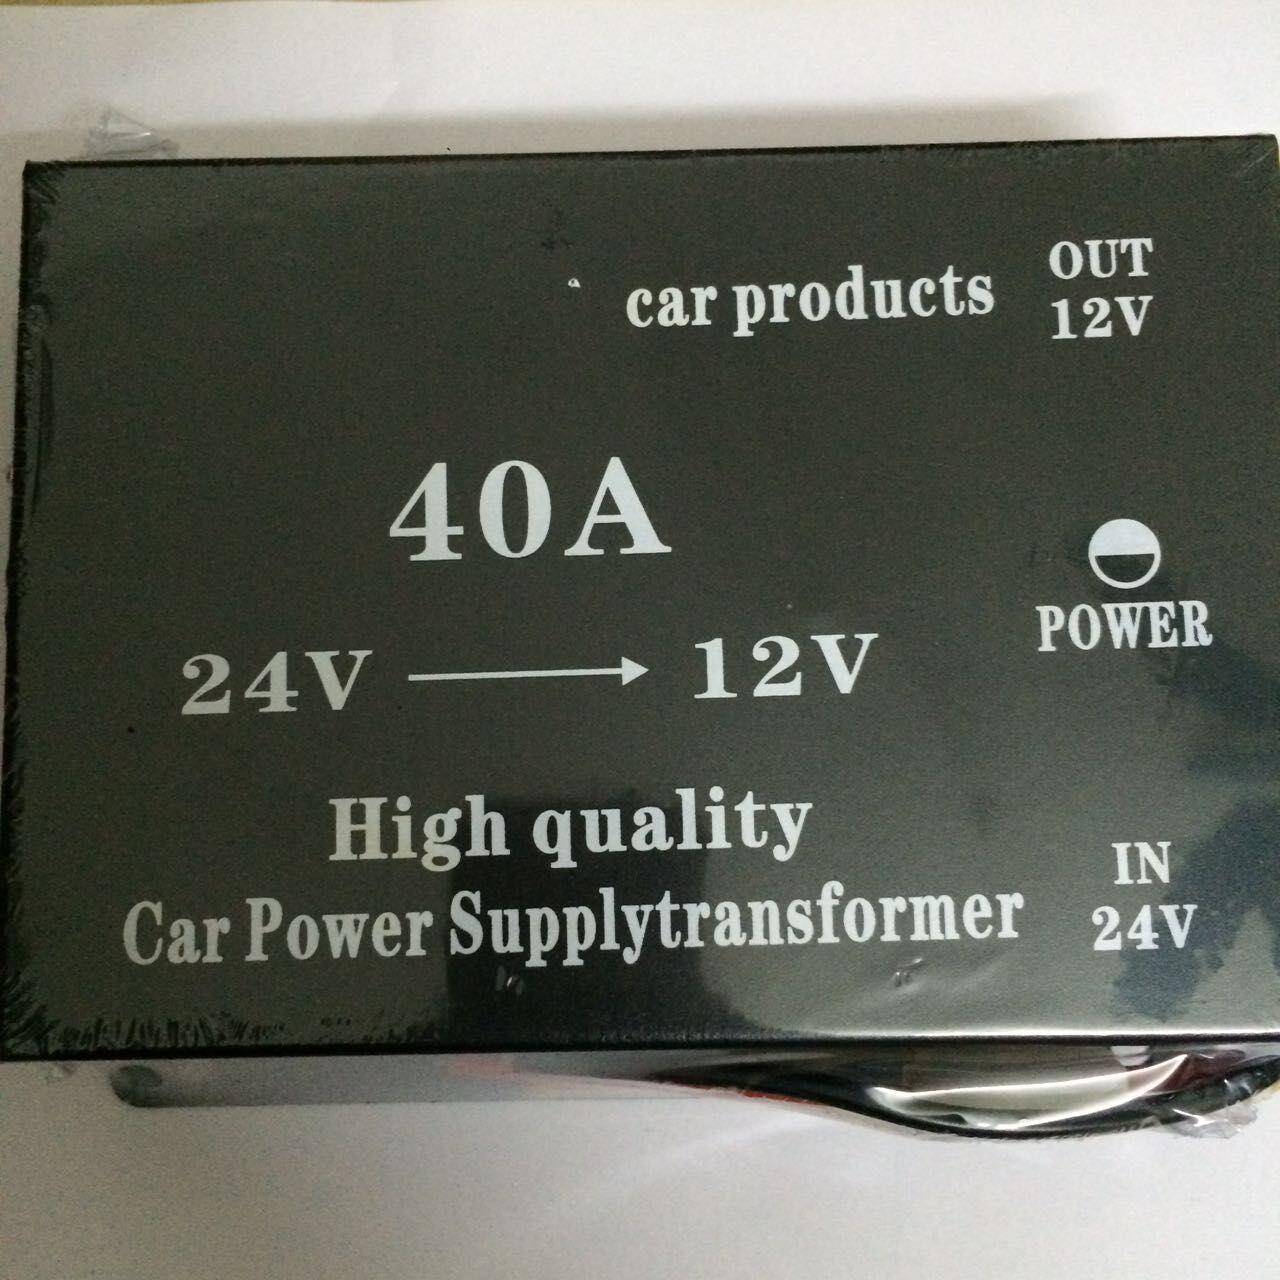 car products
OUT
12V
40A
POWER
24V 12V
High quality
Car Power Supplytransformer
IN
24V